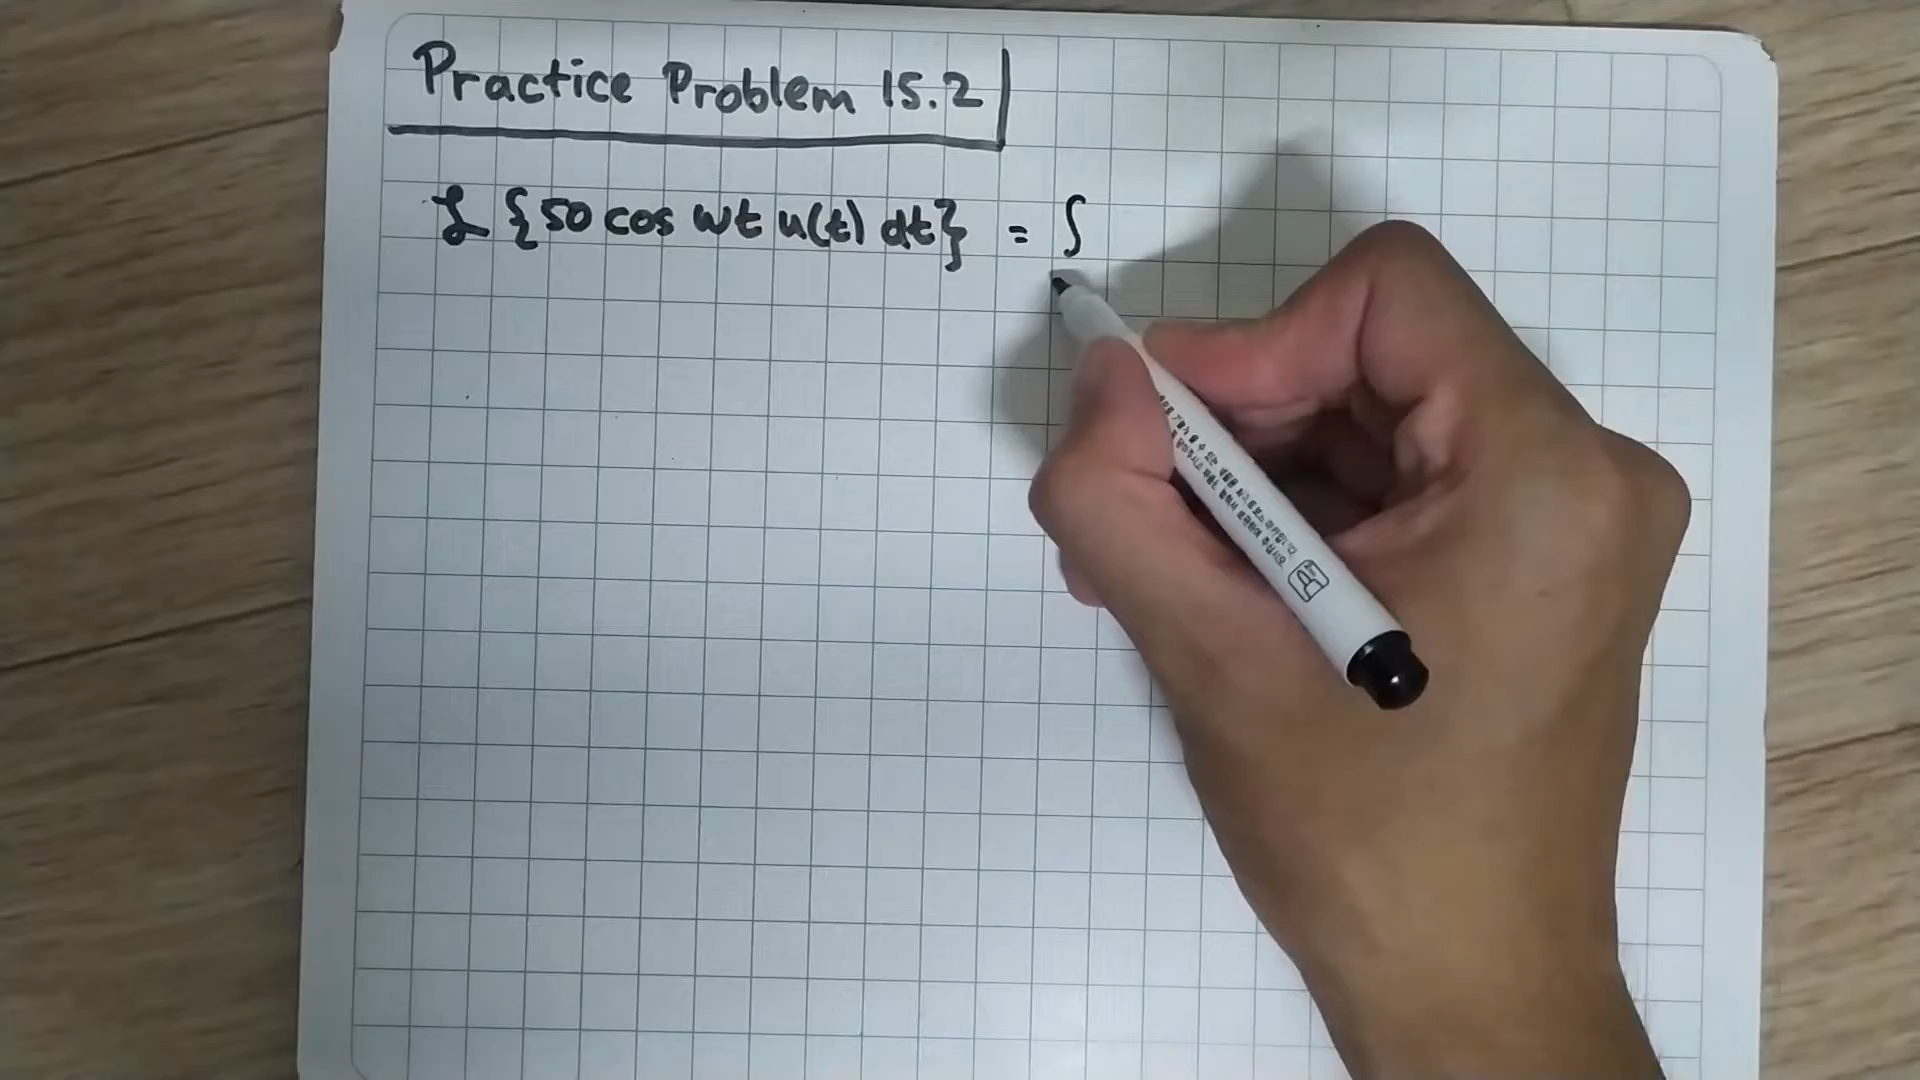 Practice Problem 15.2
ℒ {50 cos ωt u(t) dt} = ∫